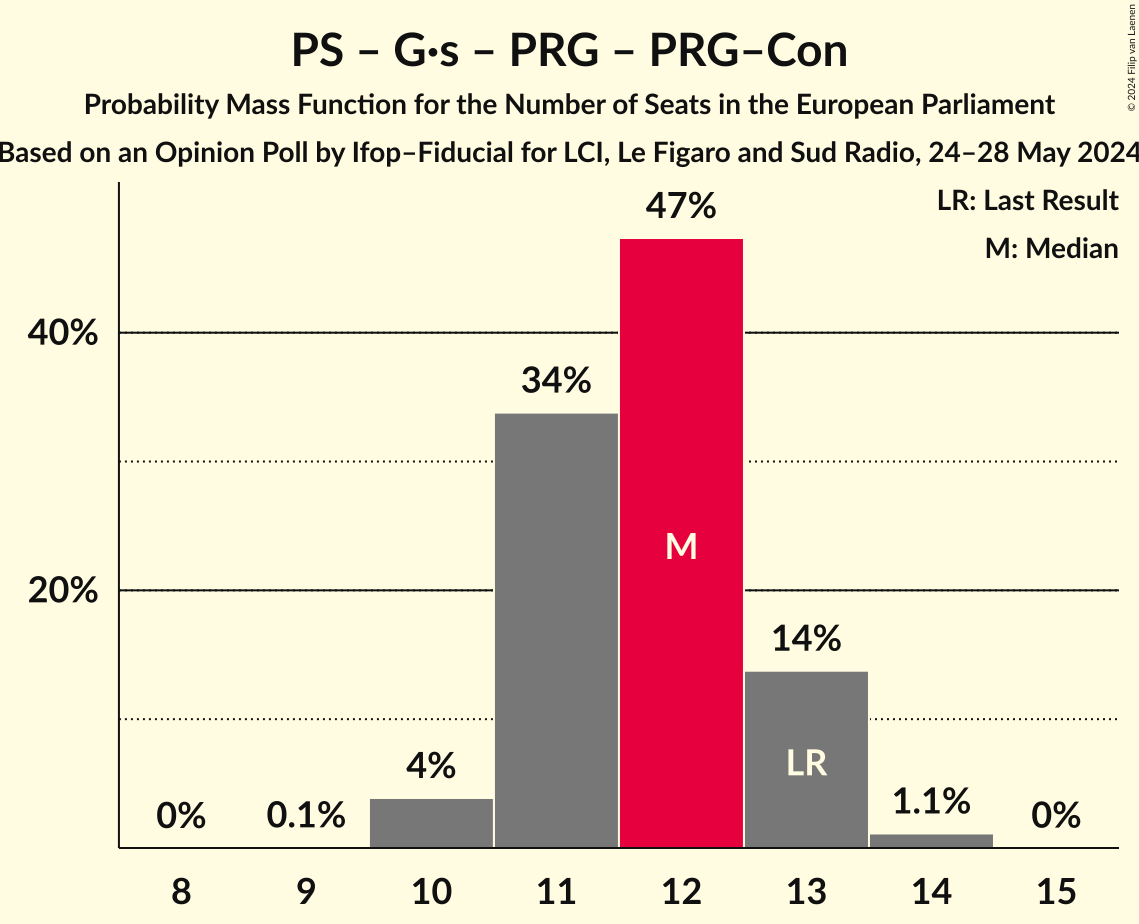 PS – G·s – PRG – PRG–Con
Probability Mass Function for the Number of Seats in the European Parliament
Based on an Opinion Poll by Ifop–Fiducial for LCI, Le Figaro and Sud Radio, 24–28 May 2024
© 2024 Filip van Laenen
LR: Last Result
M: Median
47%
40%
34%
M
20%
14%
LR
4%
1.1%
0%
0.1%
0%
8
9
10
11
12
13
14
15